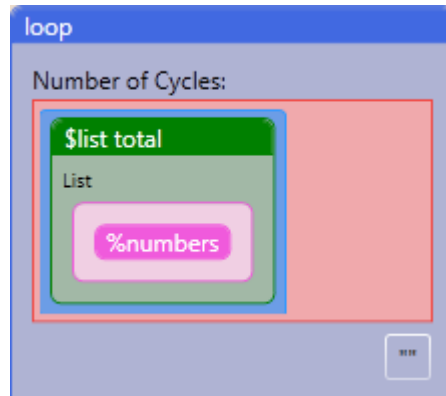 loop
Number of Cycles:
$list total
List
%numbers
""